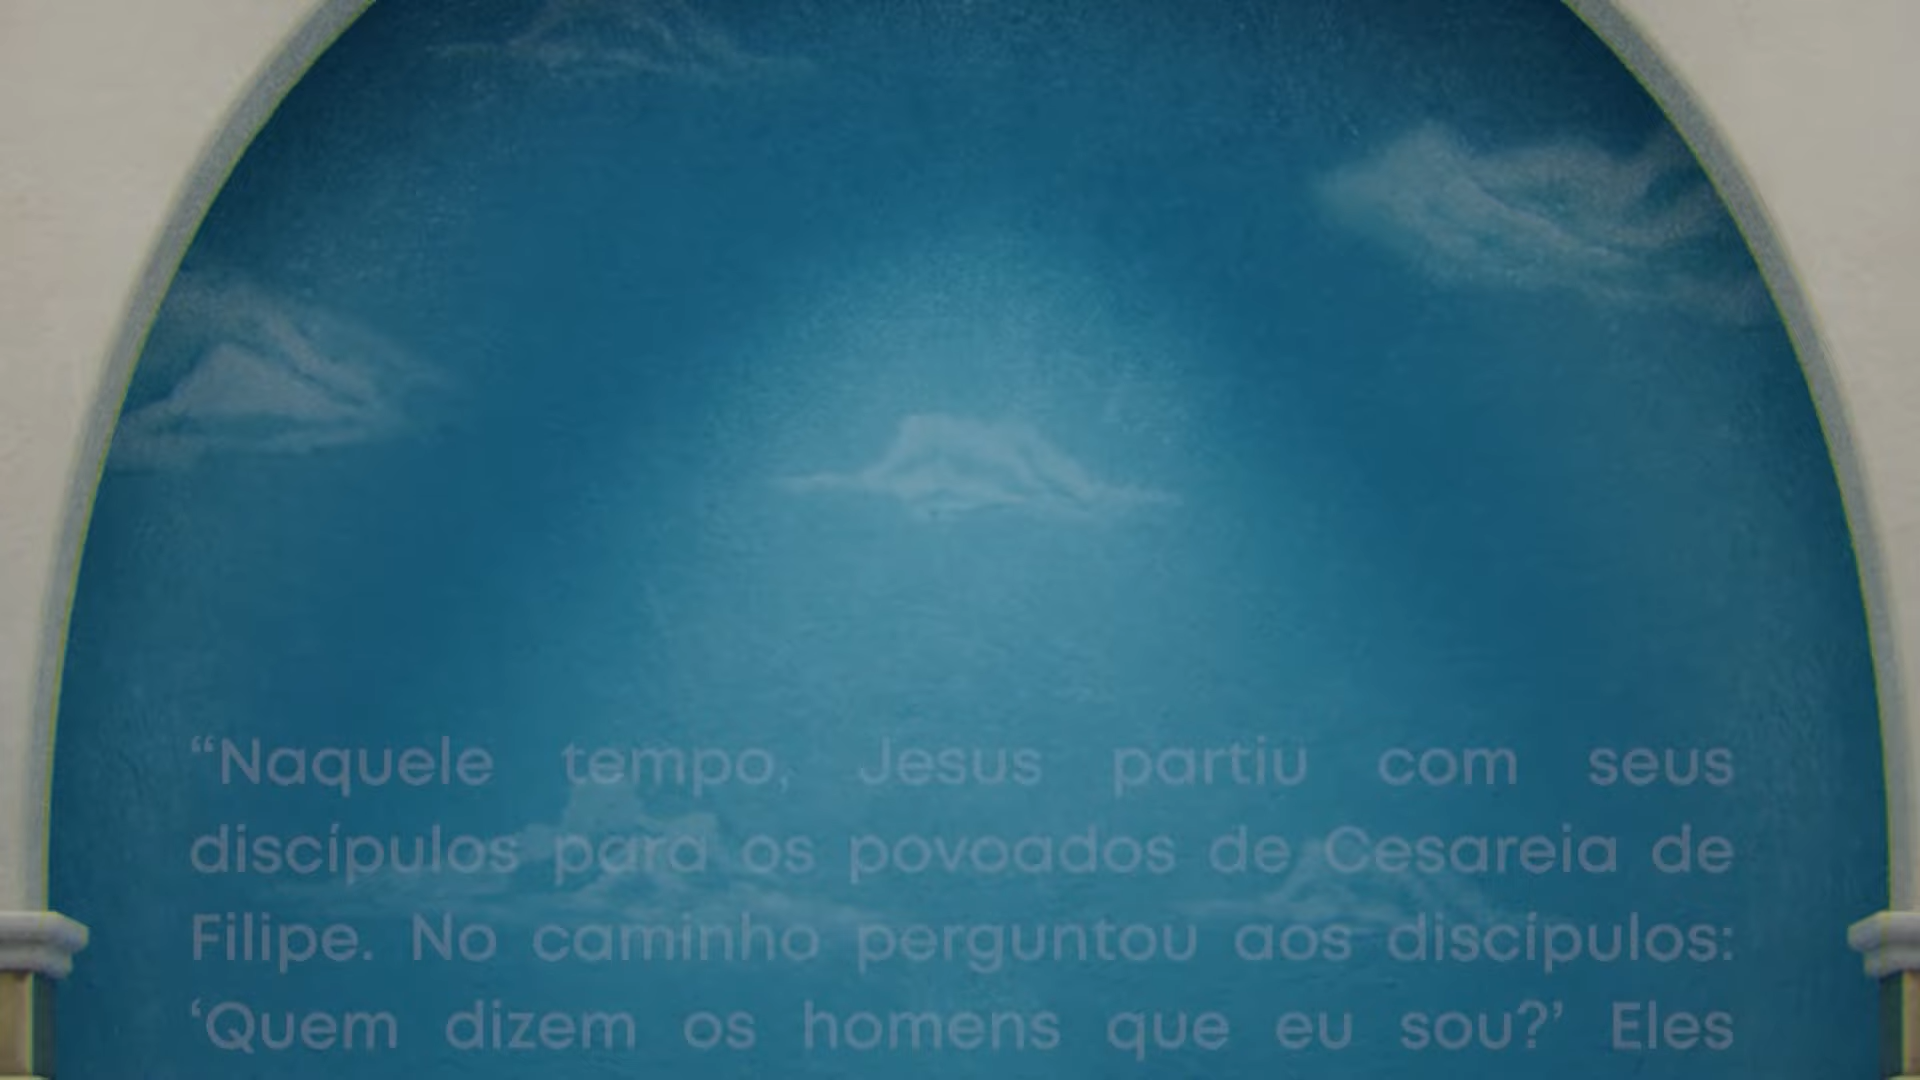 “Naquele tempo, Jesus partiu com seus
discípulos para os povoados de Cesareia de
Filipe. No caminho perguntou aos discípulos:
‘Quem dizem os homens que eu sou?’ Eles